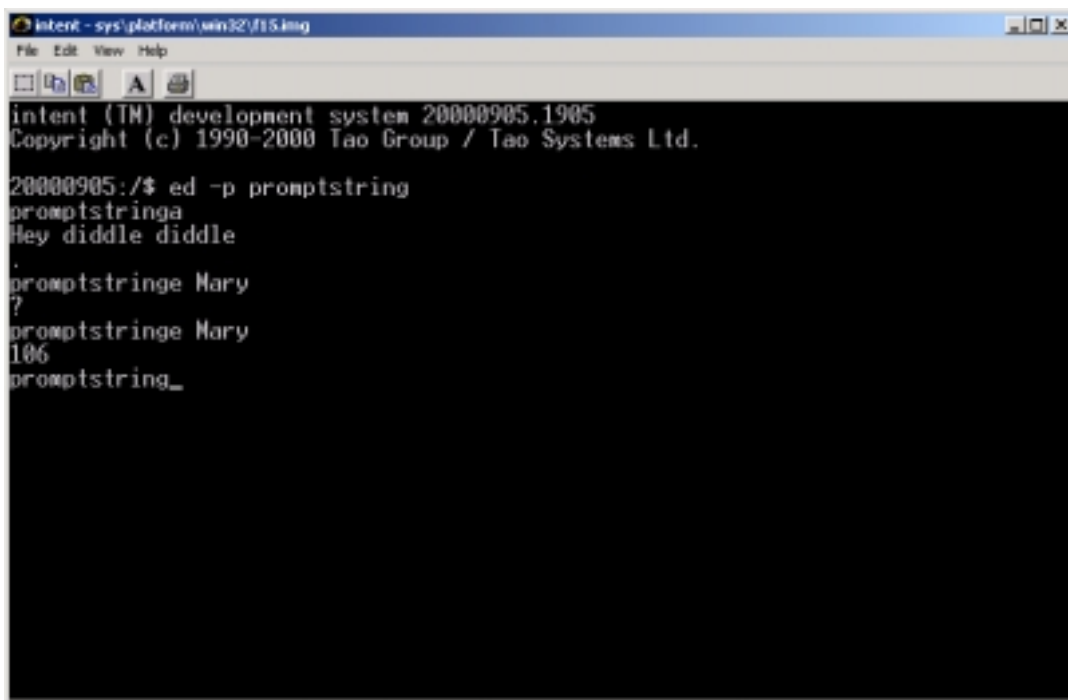 intent - sys\platform\win32\f15.img
File Edit View Help
A
intent (TM) development system 20000905.1905
Copyright (c) 1990-2000 Tao Group / Tao Systems Ltd.
20000905:/$ ed -p promptstring
promptstringa
Hey diddle diddle
.
promptstringe Mary
?
promptstringe Mary
106
promptstring_